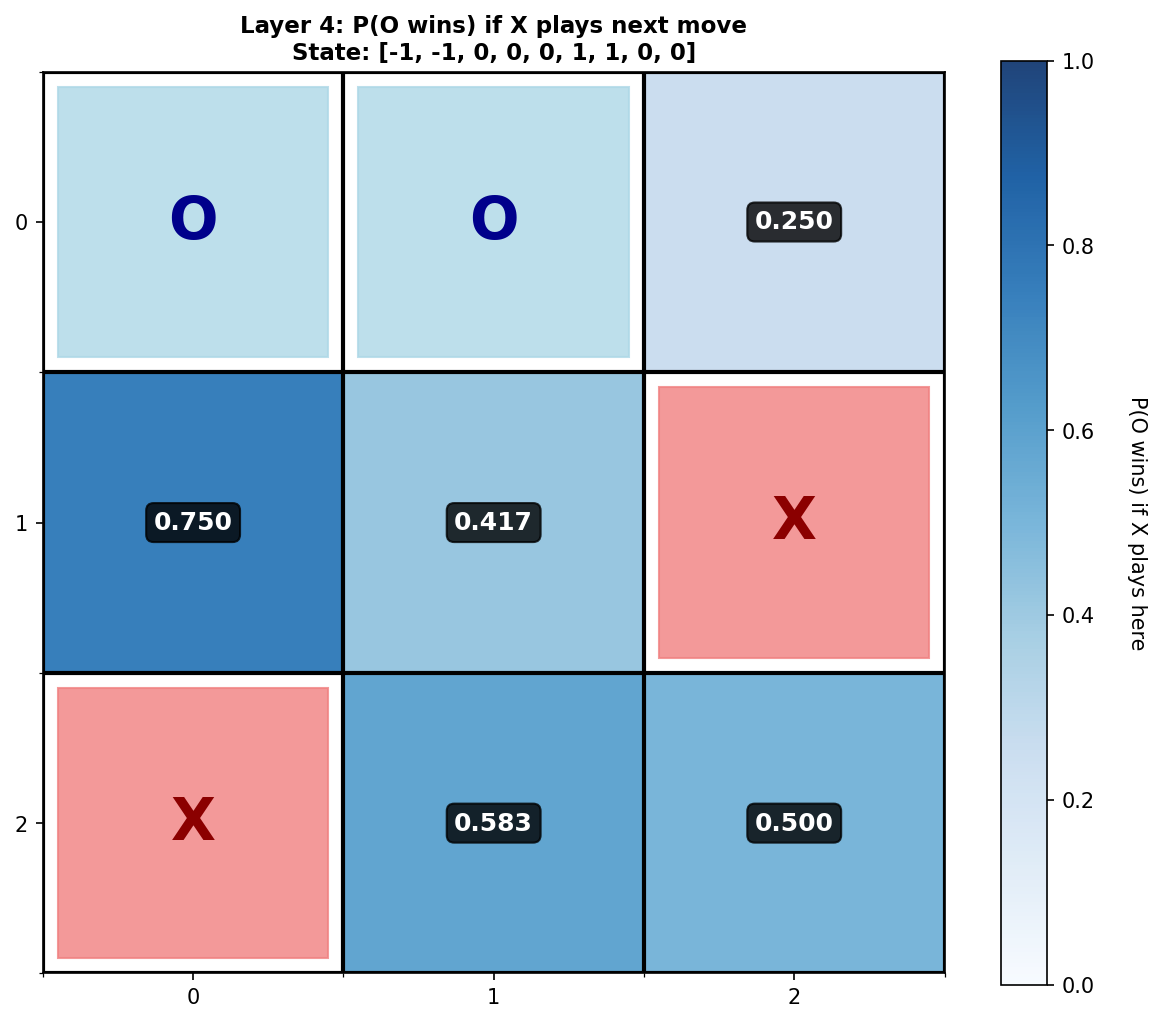 Layer 4: P(O wins) if X plays next move
State: [-1, -1, 0, 0, 0, 1, 1, 0, 0]
0
O
O
0.250
1
0.750
0.417
X
2
X
0.583
0.500
0
1
2
1.0
0.8
0.6
0.4
0.2
0.0
P(O wins) if X plays here